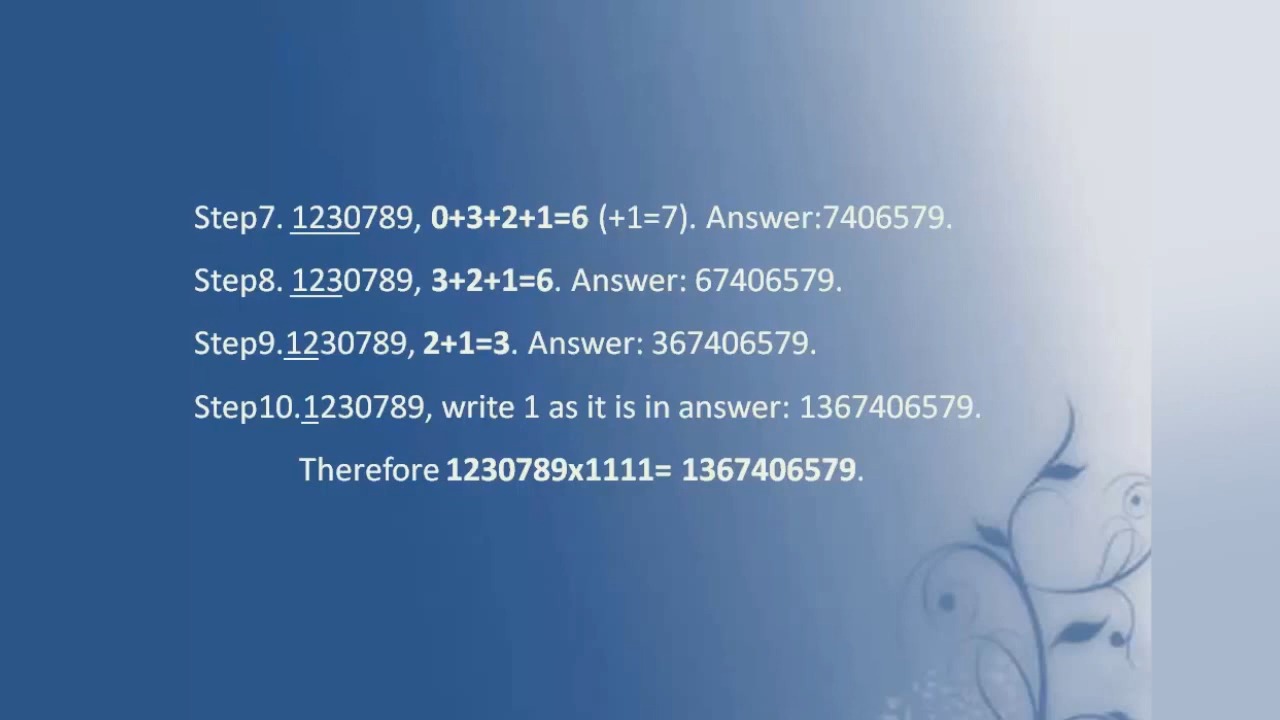 Step7. 1230789, 0+3+2+1=6 (+1=7). Answer:7406579.
Step8. 1230789, 3+2+1=6. Answer: 67406579.
Step9.1230789, 2+1=3. Answer: 367406579.
Step10.1230789, write 1 as it is in answer: 1367406579.
Therefore 1230789x1111= 1367406579.